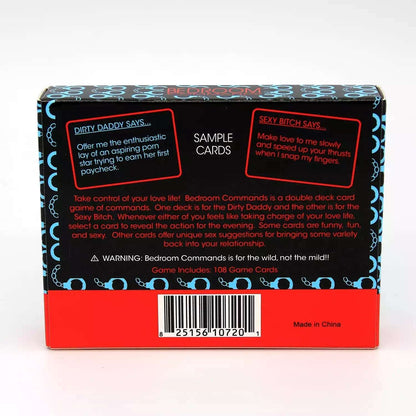 BEDROOM
DIRTY DADDY SAYS...
Offer me the enthusiastic
lay of an aspiring porn
star trying to earn her first
paycheck.
SAMPLE
CARDS
SEXY BITCH SAYS...
Make love to me slowly
and speed up your thrusts
when I snap my fingers.
Take control of your love life! Bedroom Commands is a double deck card
game of commands. One deck is for the Dirty Daddy and the other is for the
Sexy Bitch. Whenever either of you feels like taking charge of your love life,
select a card to reveal the action for the evening. Some cards are funny, fun,
and sexy. Other cards offer unique sex suggestions for bringing some variety
back into your relationship.
⚠ WARNING: Bedroom Commands is for the wild, not the mild!!
Game Includes: 108 Game Cards
8 25156 10720 1
Made in China